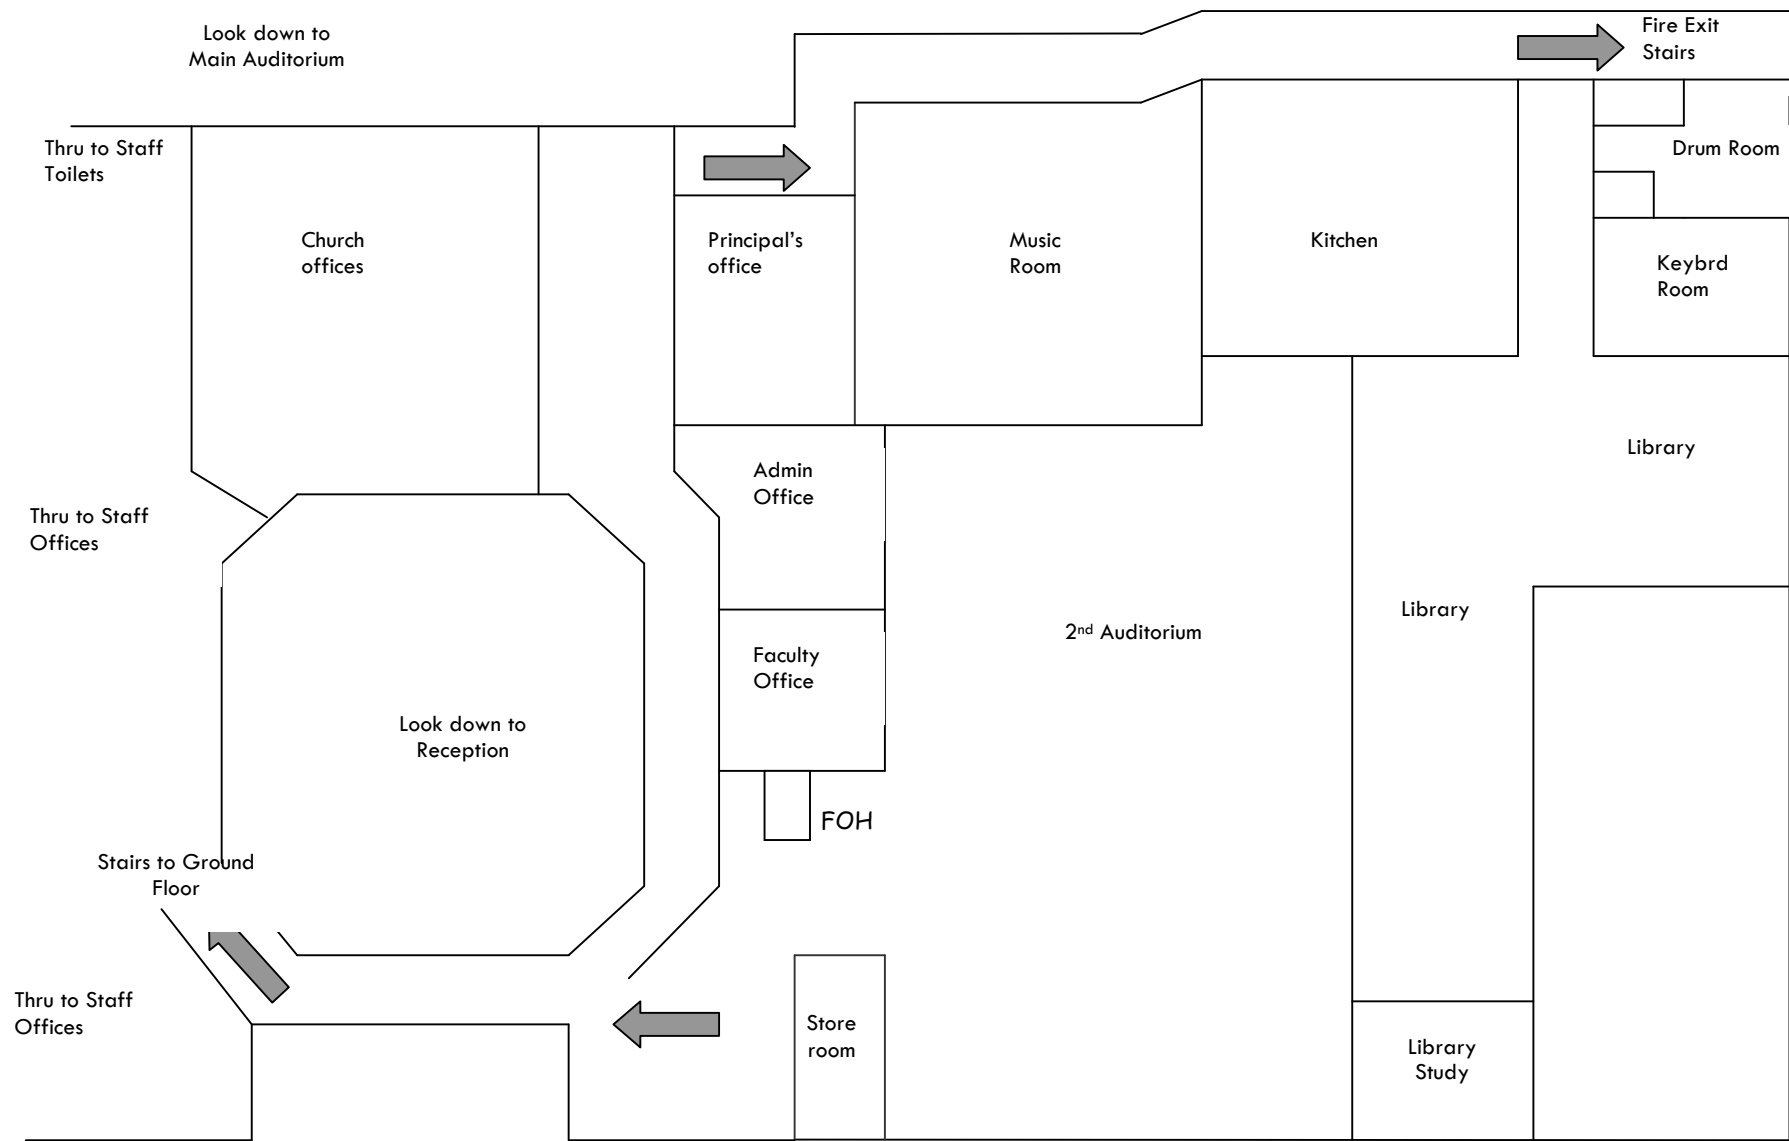 Look down to
Main Auditorium
Fire Exit
Stairs
Thru to Staff
Toilets
Drum Room
Church
offices
Principal's
office
Music
Room
Kitchen
Keybrd
Room
Library
Admin
Office
Thru to Staff
Offices
Library
2nd Auditorium
Faculty
Office
Look down to
Reception
FOH
Stairs to Ground
Floor
Thru to Staff
Offices
Store
room
Library
Study